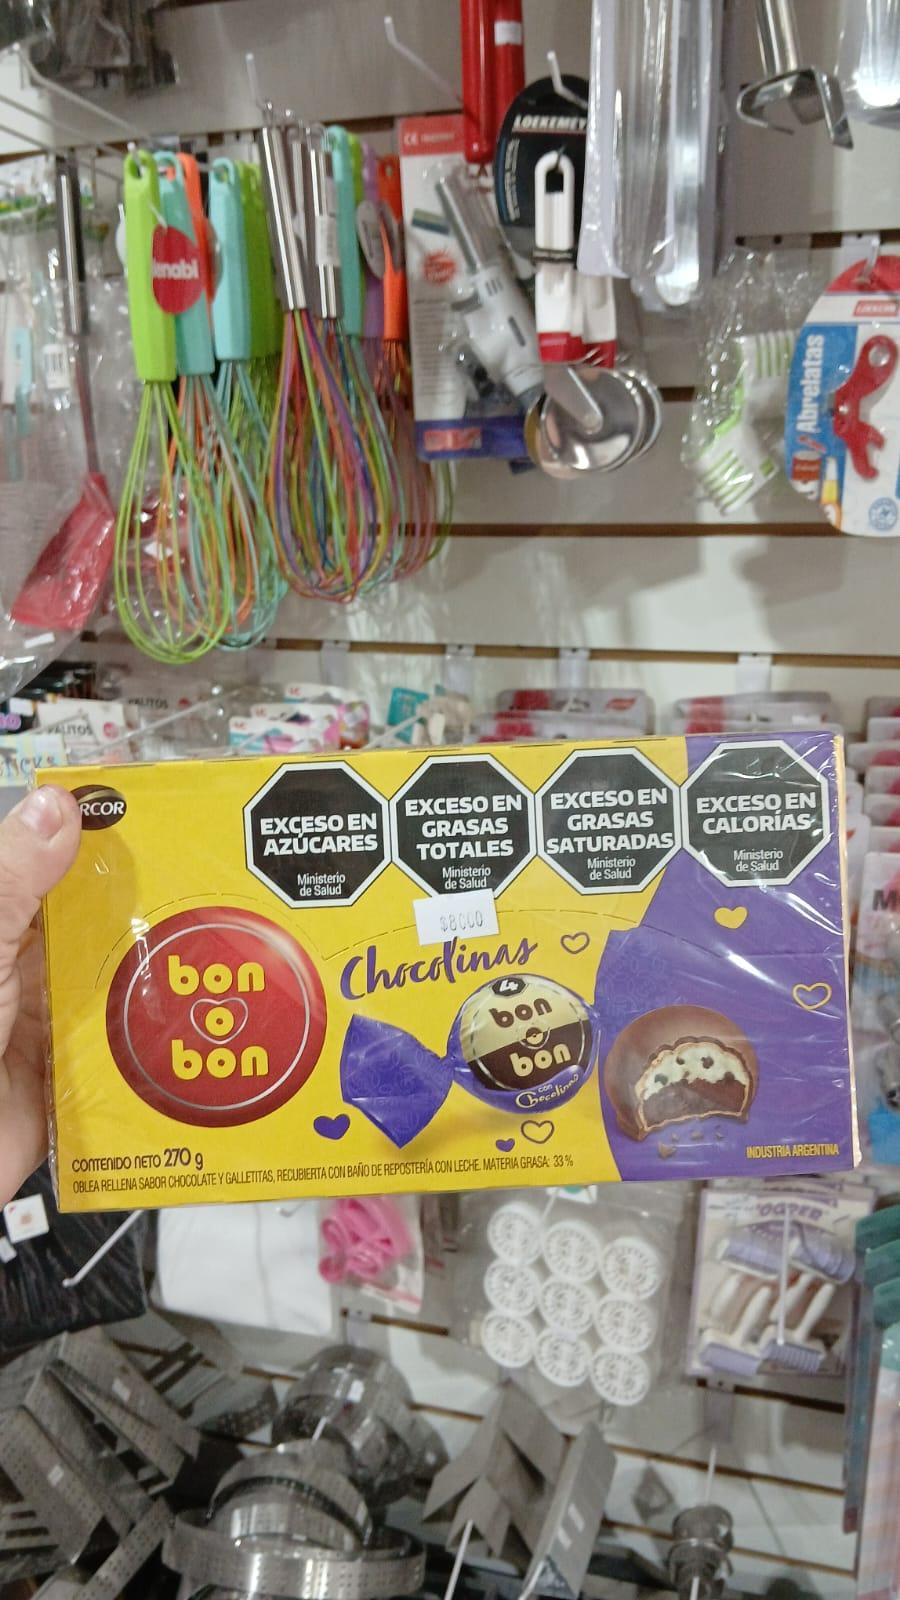 LOEKEMEY
enabi
Abrelatas
RCOR
EXCESO EN
AZÚCARES
Ministerio
de Salud
EXCESO EN
GRASAS
TOTALES
Ministerio
de Salud
EXCESO EN
GRASAS
SATURADAS
Ministerio
de Salud
EXCESO EN
CALORÍAS
Ministerio
de Salud
$8000
Chocolinas
bon
o
bon
4
bon
o
bon
con
Chocolinas
CONTENIDO NETO 270 g
OBLEA RELLENA SABOR CHOCOLATE Y GALLETITAS, RECUBIERTA CON BAÑO DE REPOSTERÍA CON LECHE. MATERIA GRASA: 33%
INDUSTRIA ARGENTINA